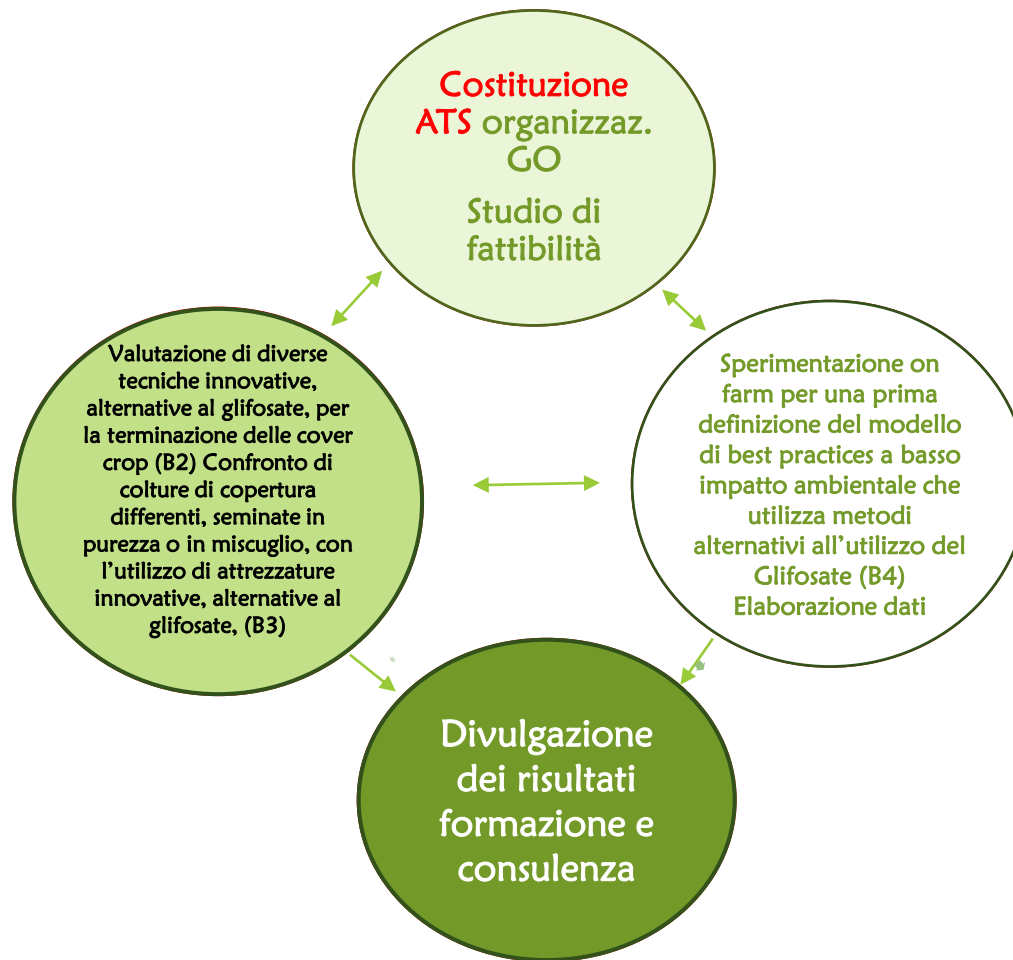 Costituzione
ATS organizzaz.
GO
Studio di
fattibilità
Valutazione di diverse
tecniche innovative,
alternative al glifosate, per
la terminazione delle cover
crop (B2) Confronto di
colture di copertura
differenti, seminate in
purezza o in miscuglio, con
l'utilizzo di attrezzature
innovative, alternative al
glifosate, (B3)
Sperimentazione on
farm per una prima
definizione del modello
di best practices a basso
impatto ambientale che
utilizza metodi
alternativi all'utilizzo del
Glifosate (B4)
Elaborazione dati
Divulgazione
dei risultati
formazione e
consulenza